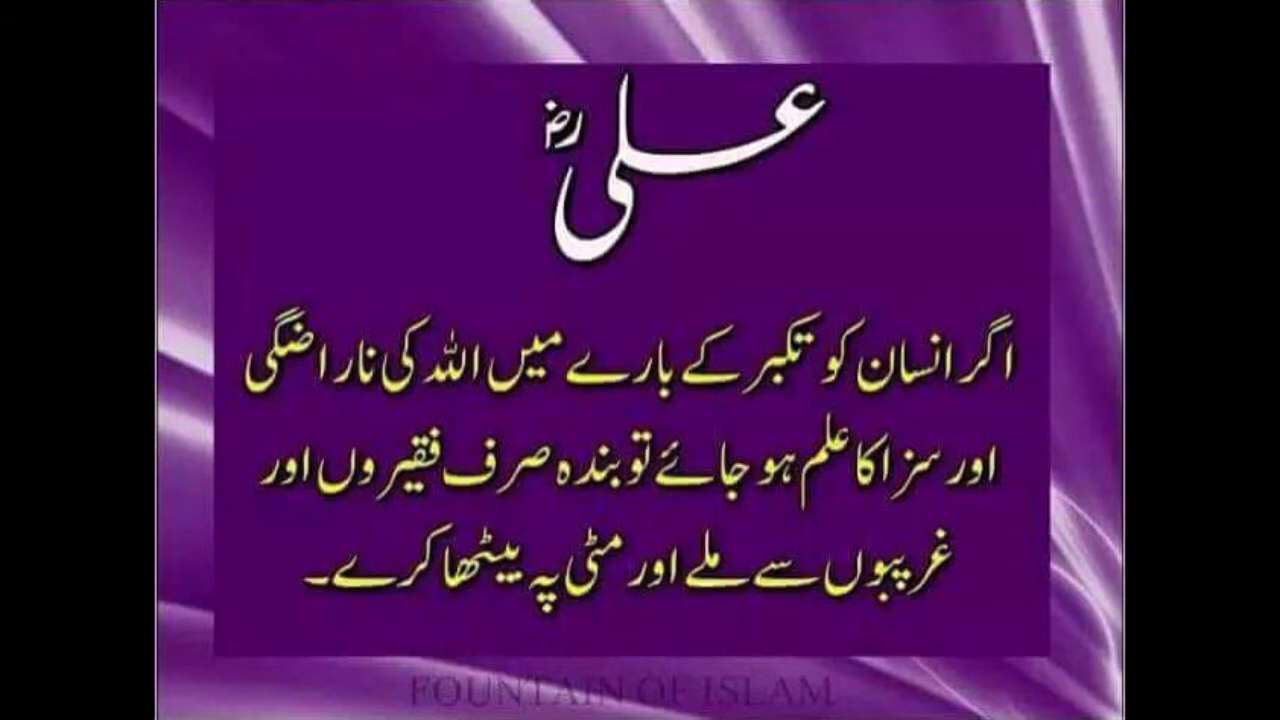 علی رض
اگر انسان کو تکبر کے بارے میں اللہ کی ناراضگی
اور سزا کا علم ہو جائے تو بندہ صرف فقیروں اور
غریبوں سے ملے اور مٹی پہ بیٹھا کرے۔
FOUNTAIN OF ISLAM